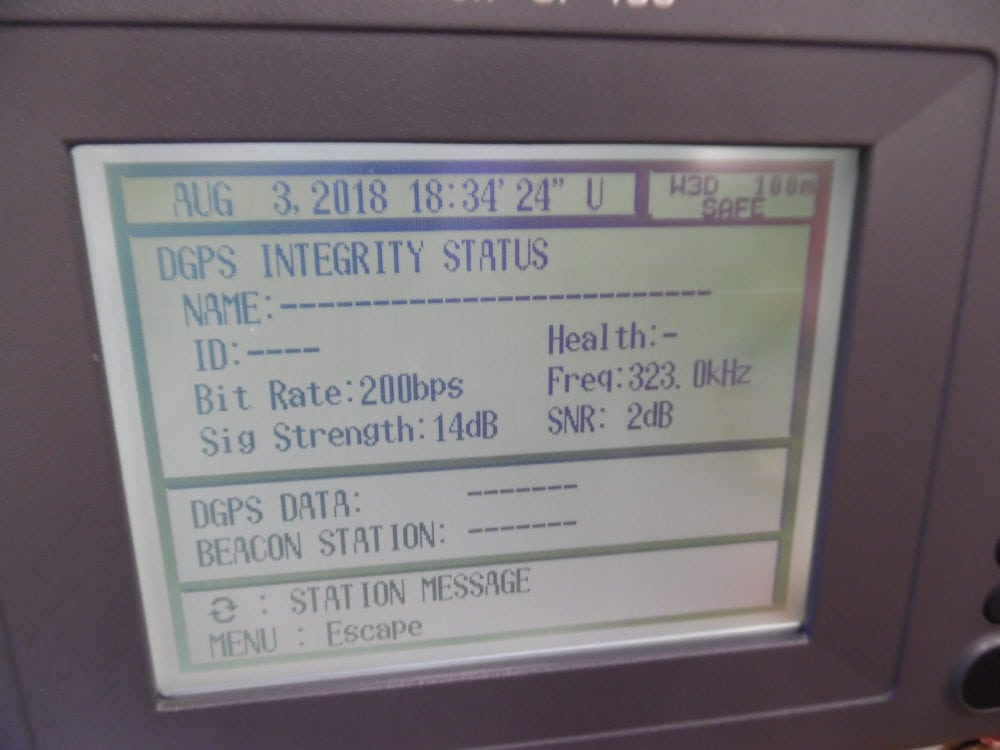 AUG 3, 2018 18:34'24" U
W3D 100m
SAFE
DGPS INTEGRITY STATUS
NAME:------------------------
ID:----
Health:-
Bit Rate:200bps
Freq:323.0kHz
Sig Strength:14dB
SNR: 2dB
DGPS DATA: -------
BEACON STATION: -------
: STATION MESSAGE
MENU : Escape